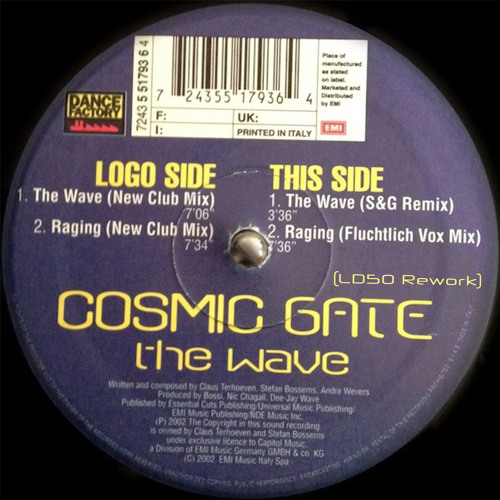 7243 5 51793 6 4
7 24355 17936 4
Place of
manufactured
as stated
on label.
Marketed and
Distributed
by EMI
DANCE
FACTORY
F:
UK:
I:
PRINTED IN ITALY
EMI
LOGO SIDE
1. The Wave (New Club Mix)
7'06"
2. Raging (New Club Mix)
7'34"
THIS SIDE
1. The Wave (S&G Remix)
3'36"
2. Raging (Fluchtlich Vox Mix)
7'36"
(LD50 Rework)
COSMIC GATE
the wave
Written and composed by Claus Terhoeven, Stefan Bossems, Andre Wevers
Produced by Bossi, Nic Chagall, Dee-Jay Wave
Published by Essential Cuts Publishing/Universal Music Publishing/
EMI Music Publishing/NDE Music Inc.
(P) 2002 The Copyright in this sound recording
is owned by Claus Terhoeven and Stefan Bossems
under exclusive licence to Capitol Music,
a Division of EMI Music Germany GMBH & co. KG
(C) 2002 EMI Music Italy Spa